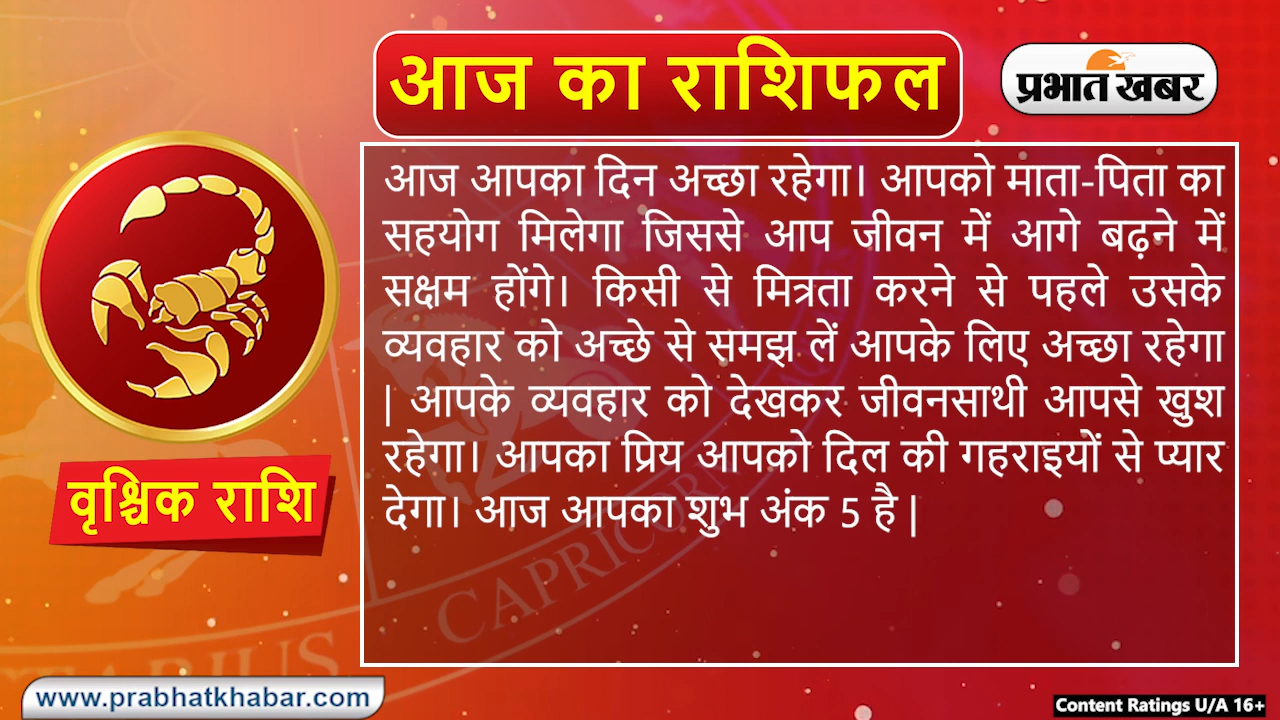 आज का राशिफल
प्रभात खबर
आज आपका दिन अच्छा रहेगा। आपको माता-पिता का
सहयोग मिलेगा जिससे आप जीवन में आगे बढ़ने में
सक्षम होंगे। किसी से मित्रता करने से पहले उसके
व्यवहार को अच्छे से समझ लें आपके लिए अच्छा रहेगा
| आपके व्यवहार को देखकर जीवनसाथी आपसे खुश
रहेगा। आपका प्रिय आपको दिल की गहराइयों से प्यार
देगा। आज आपका शुभ अंक 5 है |
वृश्चिक राशि
CAPRICORN
www.prabhatkhabar.com
Content Ratings U/A 16+